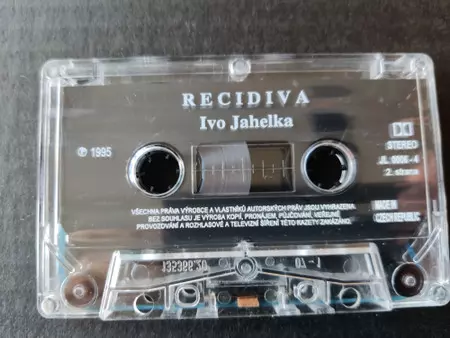 RECIDIVA
Ivo Jahelka
℗ 1995
STEREO
JL 0006-4
2. strana
VŠECHNA PRÁVA VÝROBCE A VLASTNÍKŮ AUTORSKÝCH PRÁV JSOU VYHRAZENA
BEZ SOUHLASU JE VÝROBA KOPIÍ, PRONÁJEM, PŮJČOVÁNÍ, VEŘEJNÉ
PROVOZOVÁNÍ A ROZHLASOVÉ A TELEVIZNÍ ŠÍŘENÍ TÉTO KAZETY ZAKÁZÁNO.
MADE IN
CZECH REPUBLIC